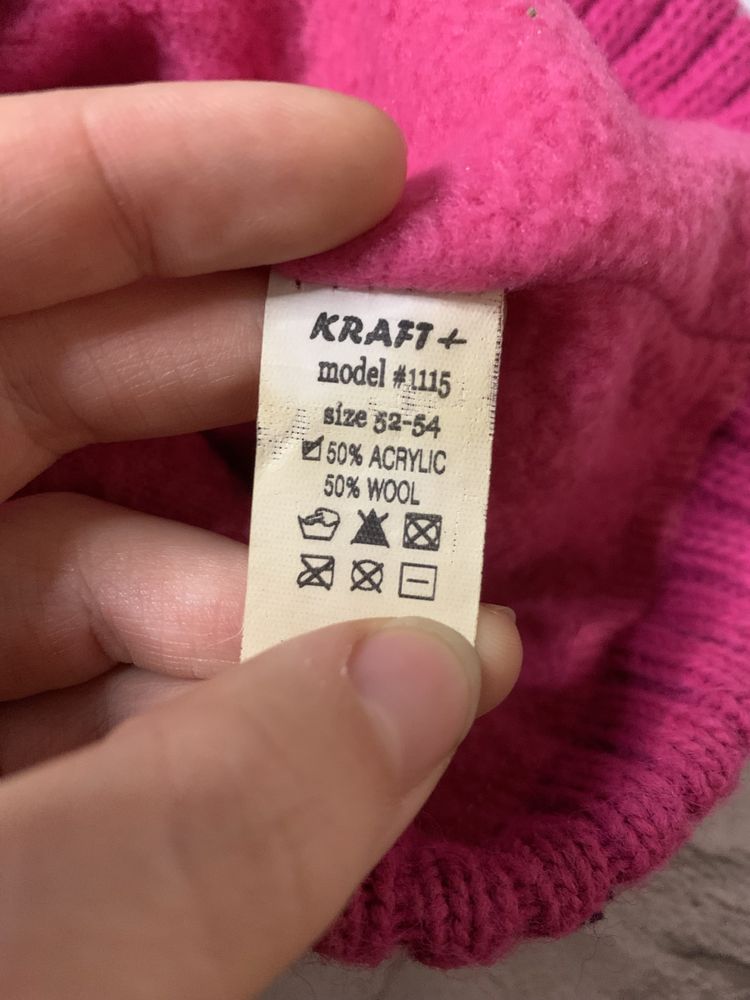 KRAFT +
model #1115
size 52-54
50% ACRYLIC
50% WOOL